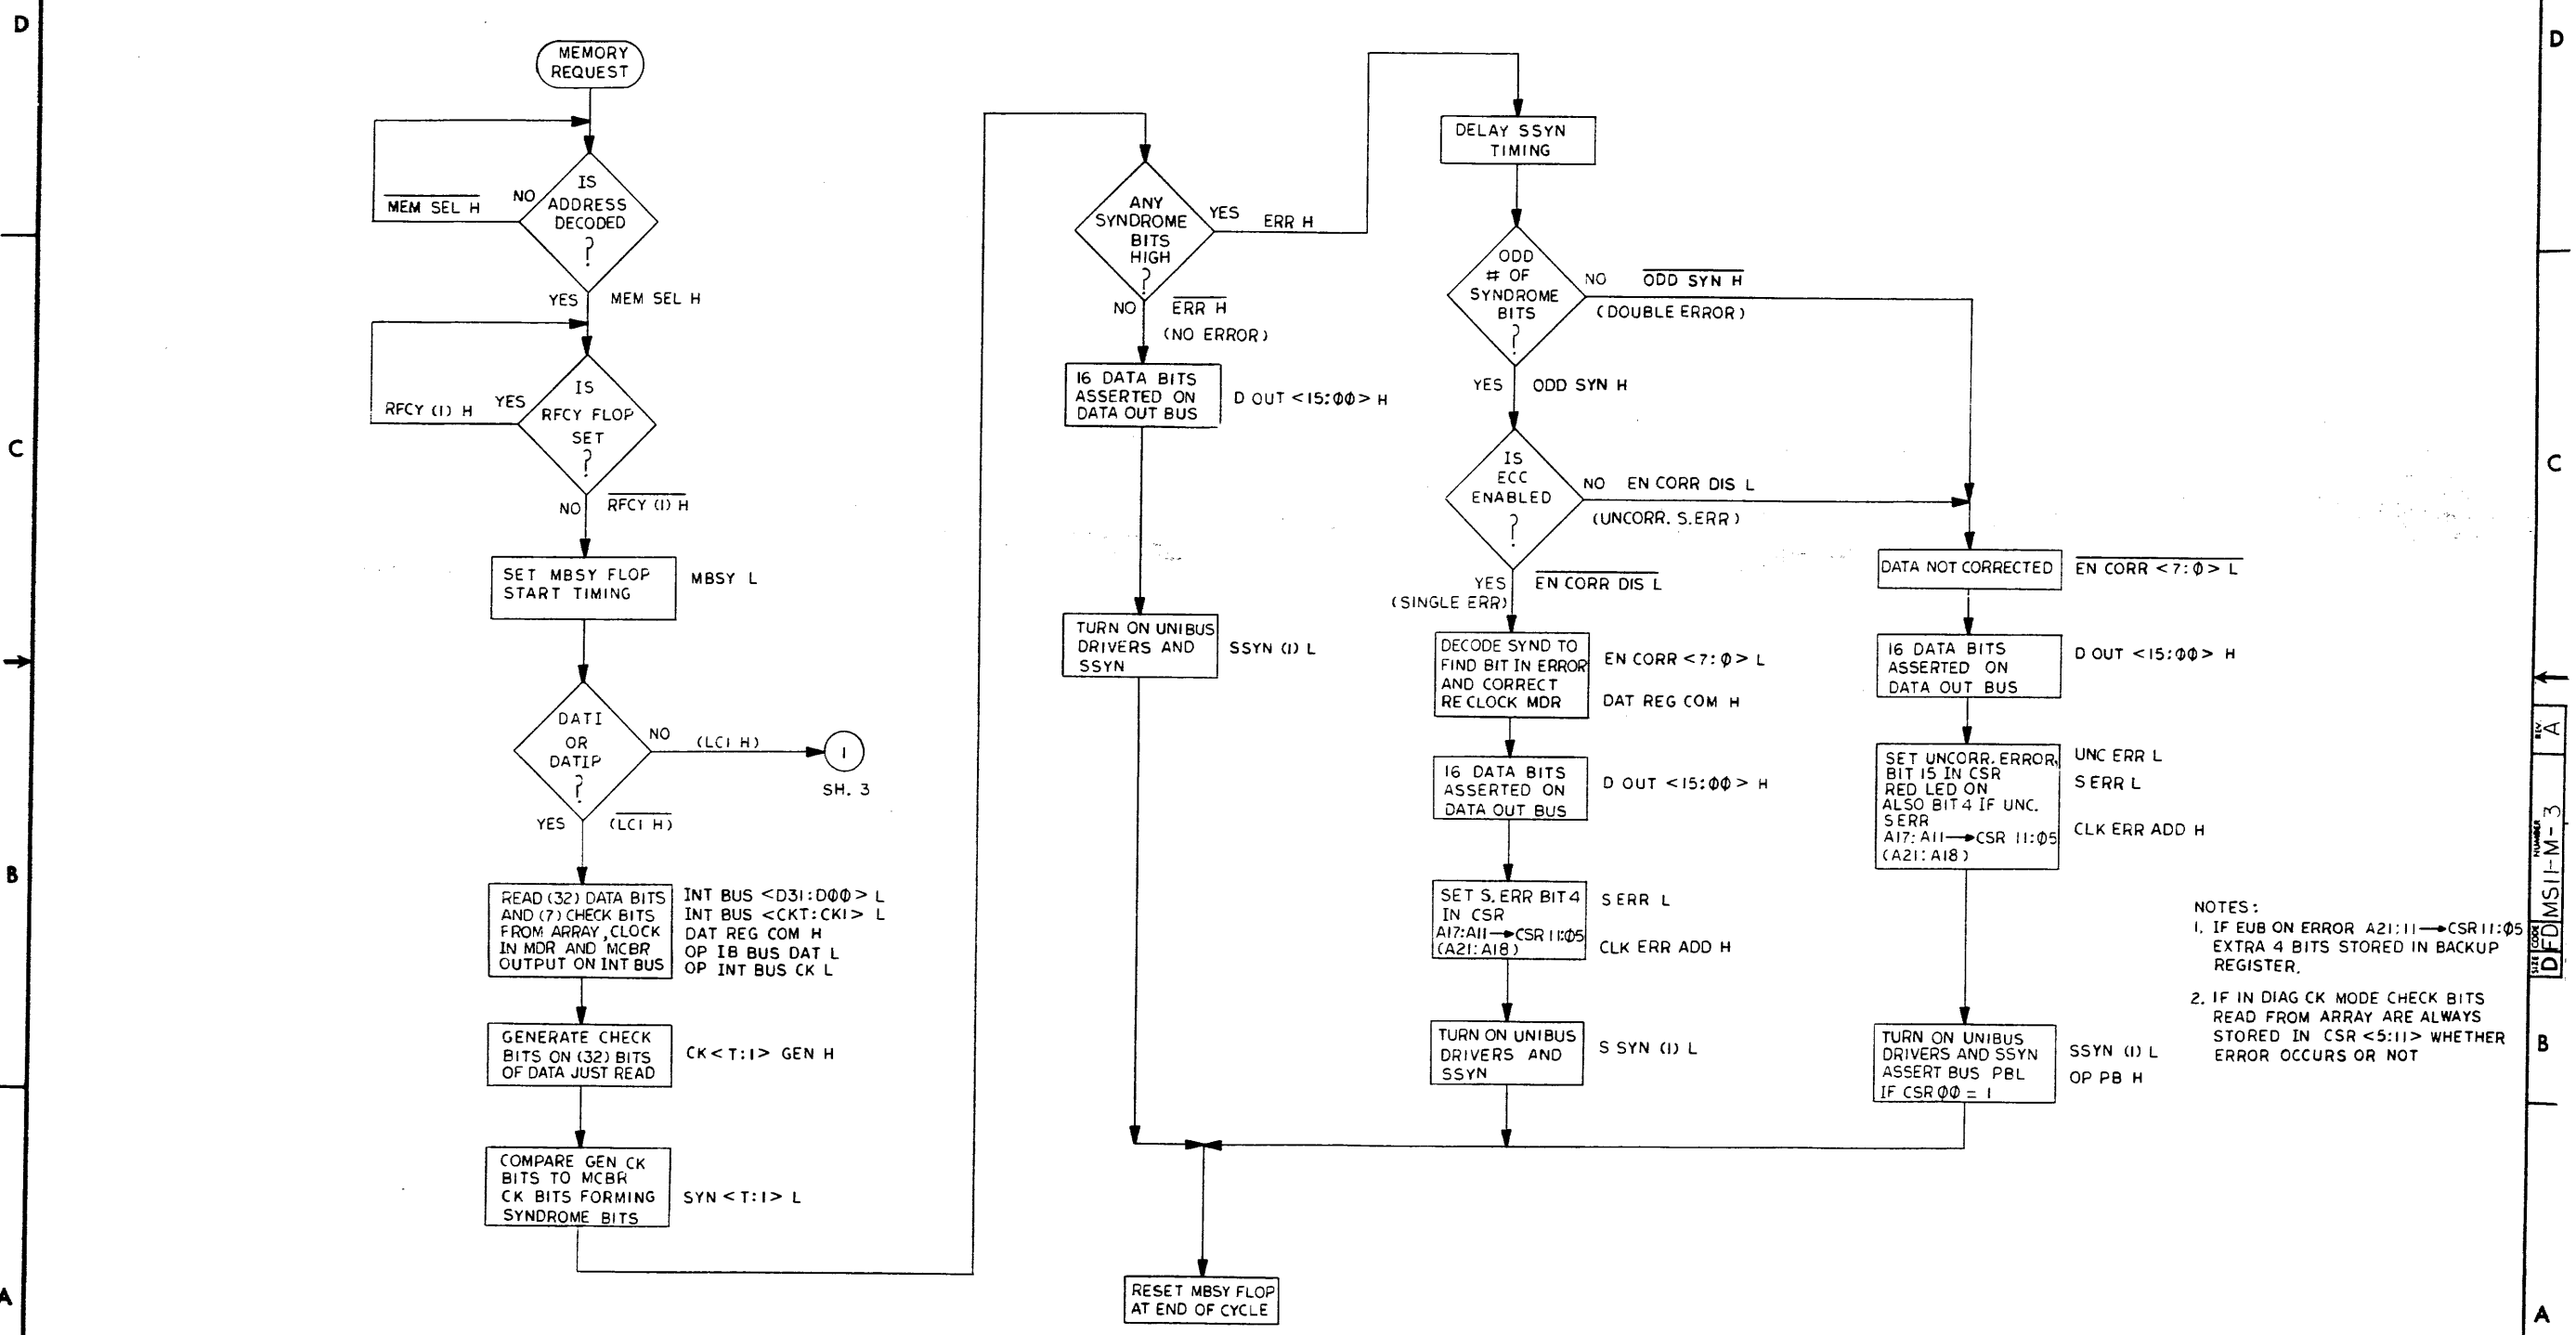 D
D
MEMORY
REQUEST
IS
ADDRESS
DECODED
?
NO
MEM SEL H
YES
MEM SEL H
IS
RFCY FLOP
SET
?
YES
RFCY (1) H
NO
RFCY (1) H
SET MBSY FLOP
START TIMING
MBSY L
DATI
OR
DATIP
?
NO
(LC1 H)
1
SH. 3
YES
(LC1 H)
READ (32) DATA BITS
AND (7) CHECK BITS
FROM ARRAY, CLOCK
IN MDR AND MCBR
OUTPUT ON INT BUS
INT BUS <D31:DØØ> L
INT BUS <CKT:CK1> L
DAT REG COM H
OP IB BUS DAT L
OP INT BUS CK L
GENERATE CHECK
BITS ON (32) BITS
OF DATA JUST READ
CK<T:1> GEN H
COMPARE GEN CK
BITS TO MCBR
CK BITS FORMING
SYNDROME BITS
SYN <T:1> L
ANY
SYNDROME
BITS
HIGH
?
YES
ERR H
NO
ERR H
(NO ERROR)
16 DATA BITS
ASSERTED ON
DATA OUT BUS
D OUT <15:ØØ> H
TURN ON UNIBUS
DRIVERS AND
SSYN
SSYN (1) L
RESET MBSY FLOP
AT END OF CYCLE
DELAY SSYN
TIMING
ODD
# OF
SYNDROME
BITS
?
NO
ODD SYN H
(DOUBLE ERROR)
YES
ODD SYN H
IS
ECC
ENABLED
?
NO EN CORR DIS L
(UNCORR. S.ERR)
YES
EN CORR DIS L
(SINGLE ERR)
DECODE SYND TO
FIND BIT IN ERROR
AND CORRECT
RE CLOCK MDR
EN CORR <7:Ø> L
DAT REG COM H
16 DATA BITS
ASSERTED ON
DATA OUT BUS
D OUT <15:ØØ> H
SET S.ERR BIT 4
IN CSR
A17:A11→CSR 11:Ø5
(A21:A18)
S ERR L
CLK ERR ADD H
TURN ON UNIBUS
DRIVERS AND
SSYN
S SYN (1) L
DATA NOT CORRECTED
EN CORR <7:Ø> L
16 DATA BITS
ASSERTED ON
DATA OUT BUS
D OUT <15:ØØ> H
SET UNCORR. ERROR,
BIT 15 IN CSR
RED LED ON
ALSO BIT 4 IF UNC.
SERR
A17:A11→CSR 11:Ø5
(A21:A18)
UNC ERR L
S ERR L
CLK ERR ADD H
TURN ON UNIBUS
DRIVERS AND SSYN
ASSERT BUS PBL
IF CSR ØØ = 1
SSYN (1) L
OP PB H
NOTES:
1. IF EUB ON ERROR A21:11→CSR 11:Ø5
EXTRA 4 BITS STORED IN BACKUP
REGISTER.
2. IF IN DIAG CK MODE CHECK BITS
READ FROM ARRAY ARE ALWAYS
STORED IN CSR <5:11> WHETHER
ERROR OCCURS OR NOT
C
C
B
B
A
A
SIZE CODE NUMBER REV.
D FD MS11-M-3 A